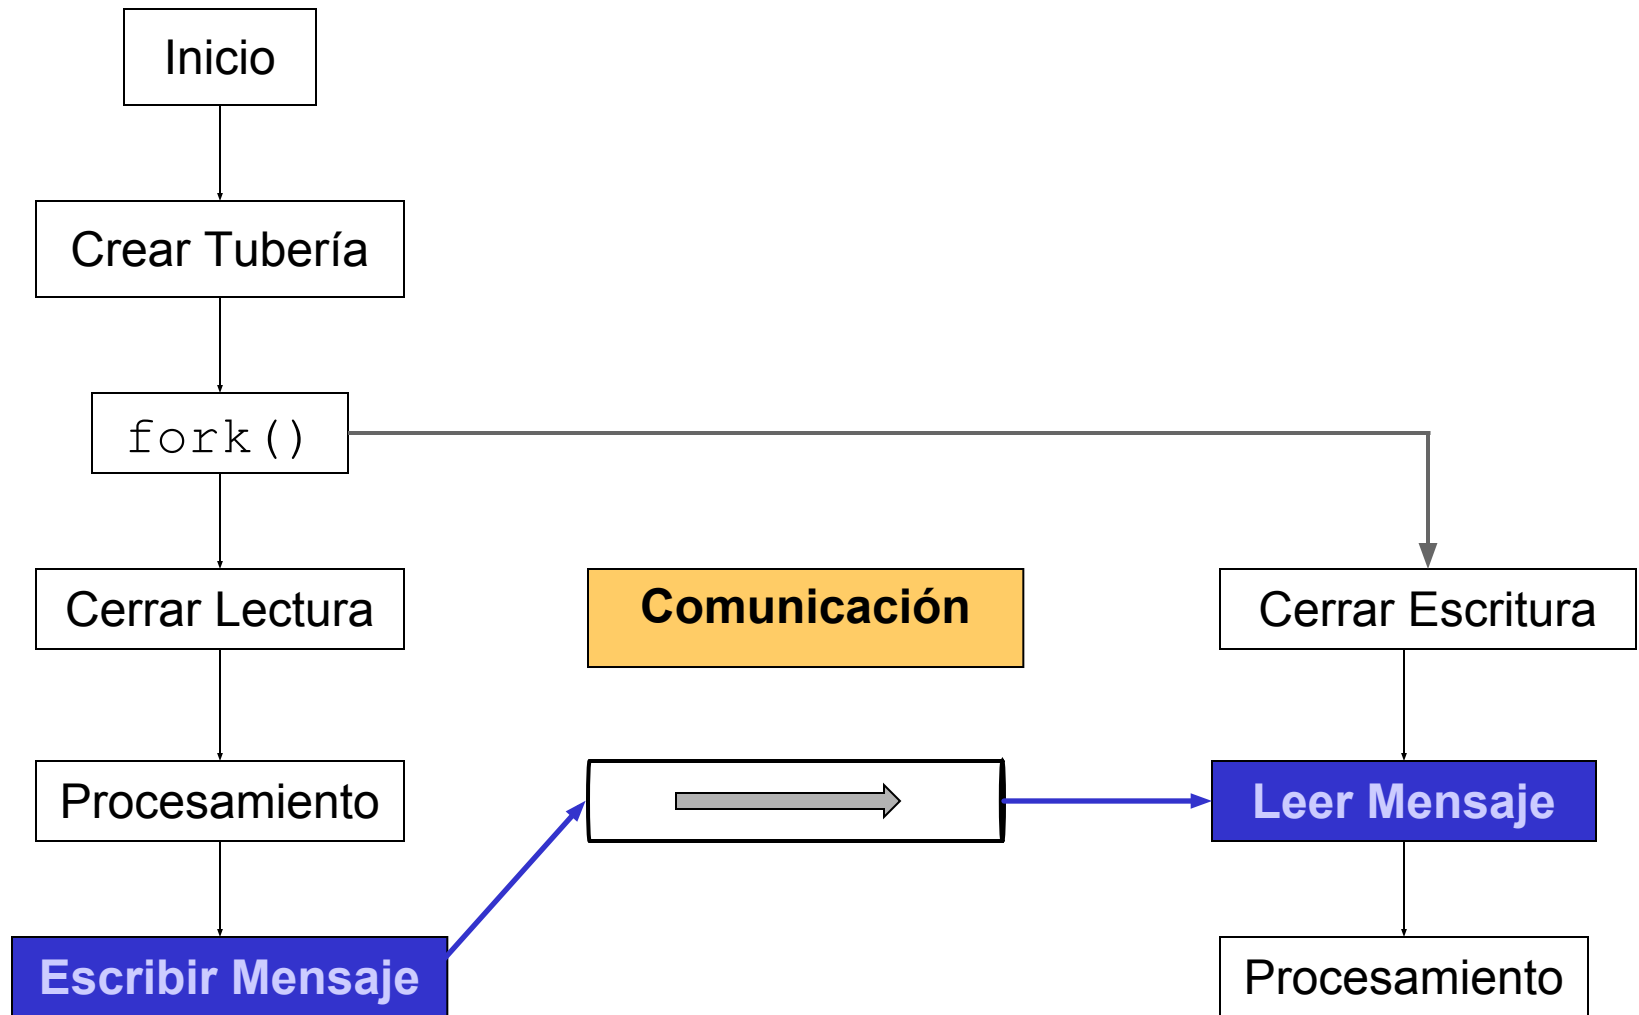 Inicio
Crear Tubería
fork()
Cerrar Lectura
Comunicación
Cerrar Escritura
Procesamiento
Leer Mensaje
Escribir Mensaje
Procesamiento